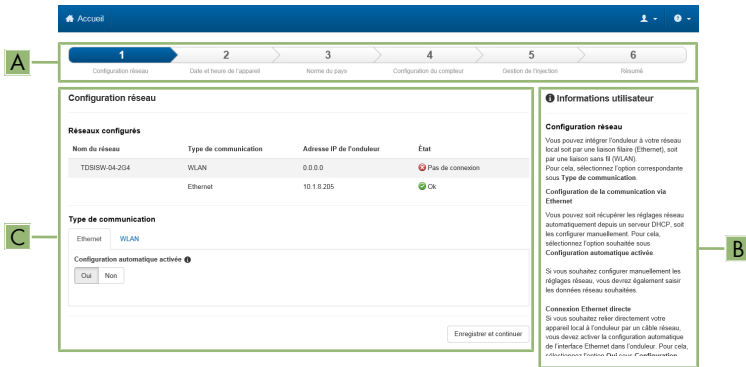 Accueil
A
1 2 3 4 5 6
Configuration réseau Date et heure de l'appareil Norme du pays Configuration du compteur Gestion de l'injection Résumé
Configuration réseau
Réseaux configurés
Nom du réseau Type de communication Adresse IP de l'onduleur État
TDSISW-04-2G4 WLAN 0.0.0.0 Pas de connexion
Ethernet 10.1.8.205 Ok
C
Type de communication
Ethernet WLAN
Configuration automatique activée
Oui Non
Enregistrer et continuer
Informations utilisateur
Configuration réseau
Vous pouvez intégrer l'onduleur à votre réseau
local soit par une liaison filaire (Ethernet), soit
par une liaison sans fil (WLAN).
Pour cela, sélectionnez l'option correspondante
sous Type de communication.
Configuration de la communication via
Ethernet
Vous pouvez soit récupérer les réglages réseau
automatiquement depuis un serveur DHCP, soit
les configurer manuellement. Pour cela,
sélectionnez l'option souhaitée sous
Configuration automatique activée.
B
Si vous souhaitez configurer manuellement les
réglages réseau, vous devrez également saisir
les données réseau souhaitées.
Connexion Ethernet directe
Si vous souhaitez relier directement votre
appareil local à l'onduleur par un câble réseau,
vous devez activer la configuration automatique
de l'interface Ethernet dans l'onduleur. Pour cela,
sélectionnez l'option Oui sous Configuration